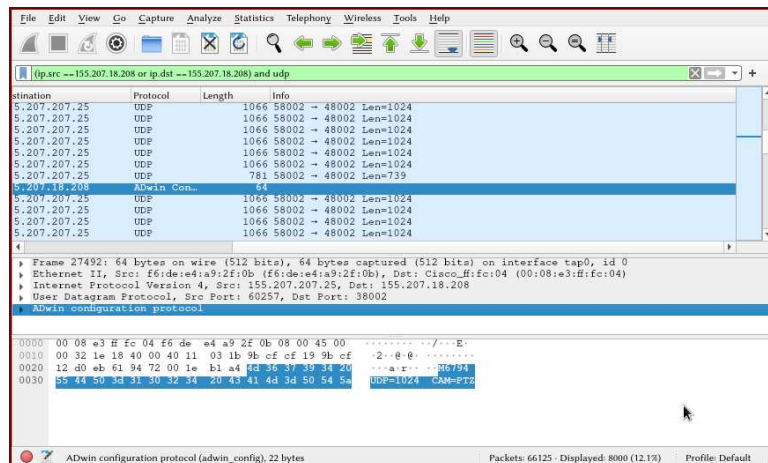 File Edit View Go Capture Analyze Statistics Telephony Wireless Tools Help
(ip.src ==155.207.18.208 or ip.dst ==155.207.18.208) and udp
stination Protocol Length Info
5.207.207.25 UDP 1066 58002 → 48002 Len=1024
5.207.207.25 UDP 1066 58002 → 48002 Len=1024
5.207.207.25 UDP 1066 58002 → 48002 Len=1024
5.207.207.25 UDP 1066 58002 → 48002 Len=1024
5.207.207.25 UDP 1066 58002 → 48002 Len=1024
5.207.207.25 UDP 1066 58002 → 48002 Len=1024
5.207.207.25 UDP 781 58002 → 48002 Len=739
5.207.18.208 ADwin Con… 64
5.207.207.25 UDP 1066 58002 → 48002 Len=1024
5.207.207.25 UDP 1066 58002 → 48002 Len=1024
5.207.207.25 UDP 1066 58002 → 48002 Len=1024
5.207.207.25 UDP 1066 58002 → 48002 Len=1024
Frame 27492: 64 bytes on wire (512 bits), 64 bytes captured (512 bits) on interface tap0, id 0
Ethernet II, Src: f6:de:e4:a9:2f:0b (f6:de:e4:a9:2f:0b), Dst: Cisco_ff:fc:04 (00:08:e3:ff:fc:04)
Internet Protocol Version 4, Src: 155.207.207.25, Dst: 155.207.18.208
User Datagram Protocol, Src Port: 60257, Dst Port: 38002
ADwin configuration protocol
0000 00 08 e3 ff fc 04 f6 de e4 a9 2f 0b 08 00 45 00 ········ ··/···E·
0010 00 32 1e 18 40 00 40 11 03 1b 9b cf cf 19 9b cf ·2··@·@· ········
0020 12 d0 eb 61 94 72 00 1e b1 a4 4d 36 37 39 34 20 ···a·r·· ··M6794
0030 55 44 50 3d 31 30 32 34 20 43 41 4d 3d 50 54 5a UDP=1024 CAM=PTZ
ADwin configuration protocol (adwin_config), 22 bytes Packets: 66125 · Displayed: 8000 (12.1%) Profile: Default